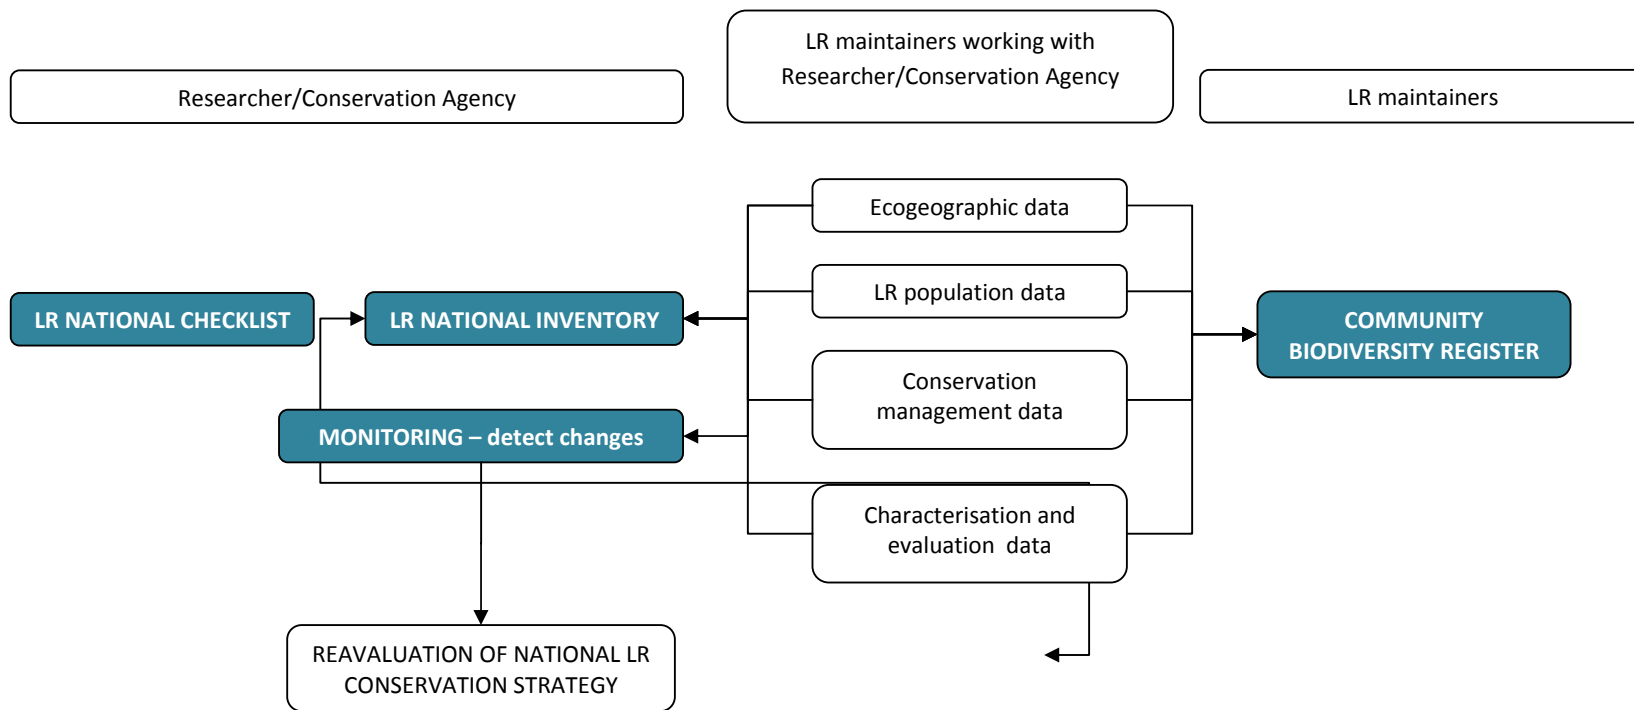 LR maintainers working with
Researcher/Conservation Agency
Researcher/Conservation Agency
LR maintainers
Ecogeographic data
LR population data
LR NATIONAL CHECKLIST
LR NATIONAL INVENTORY
COMMUNITY
BIODIVERSITY REGISTER
Conservation
management data
MONITORING – detect changes
Characterisation and
evaluation data
REAVALUATION OF NATIONAL LR
CONSERVATION STRATEGY